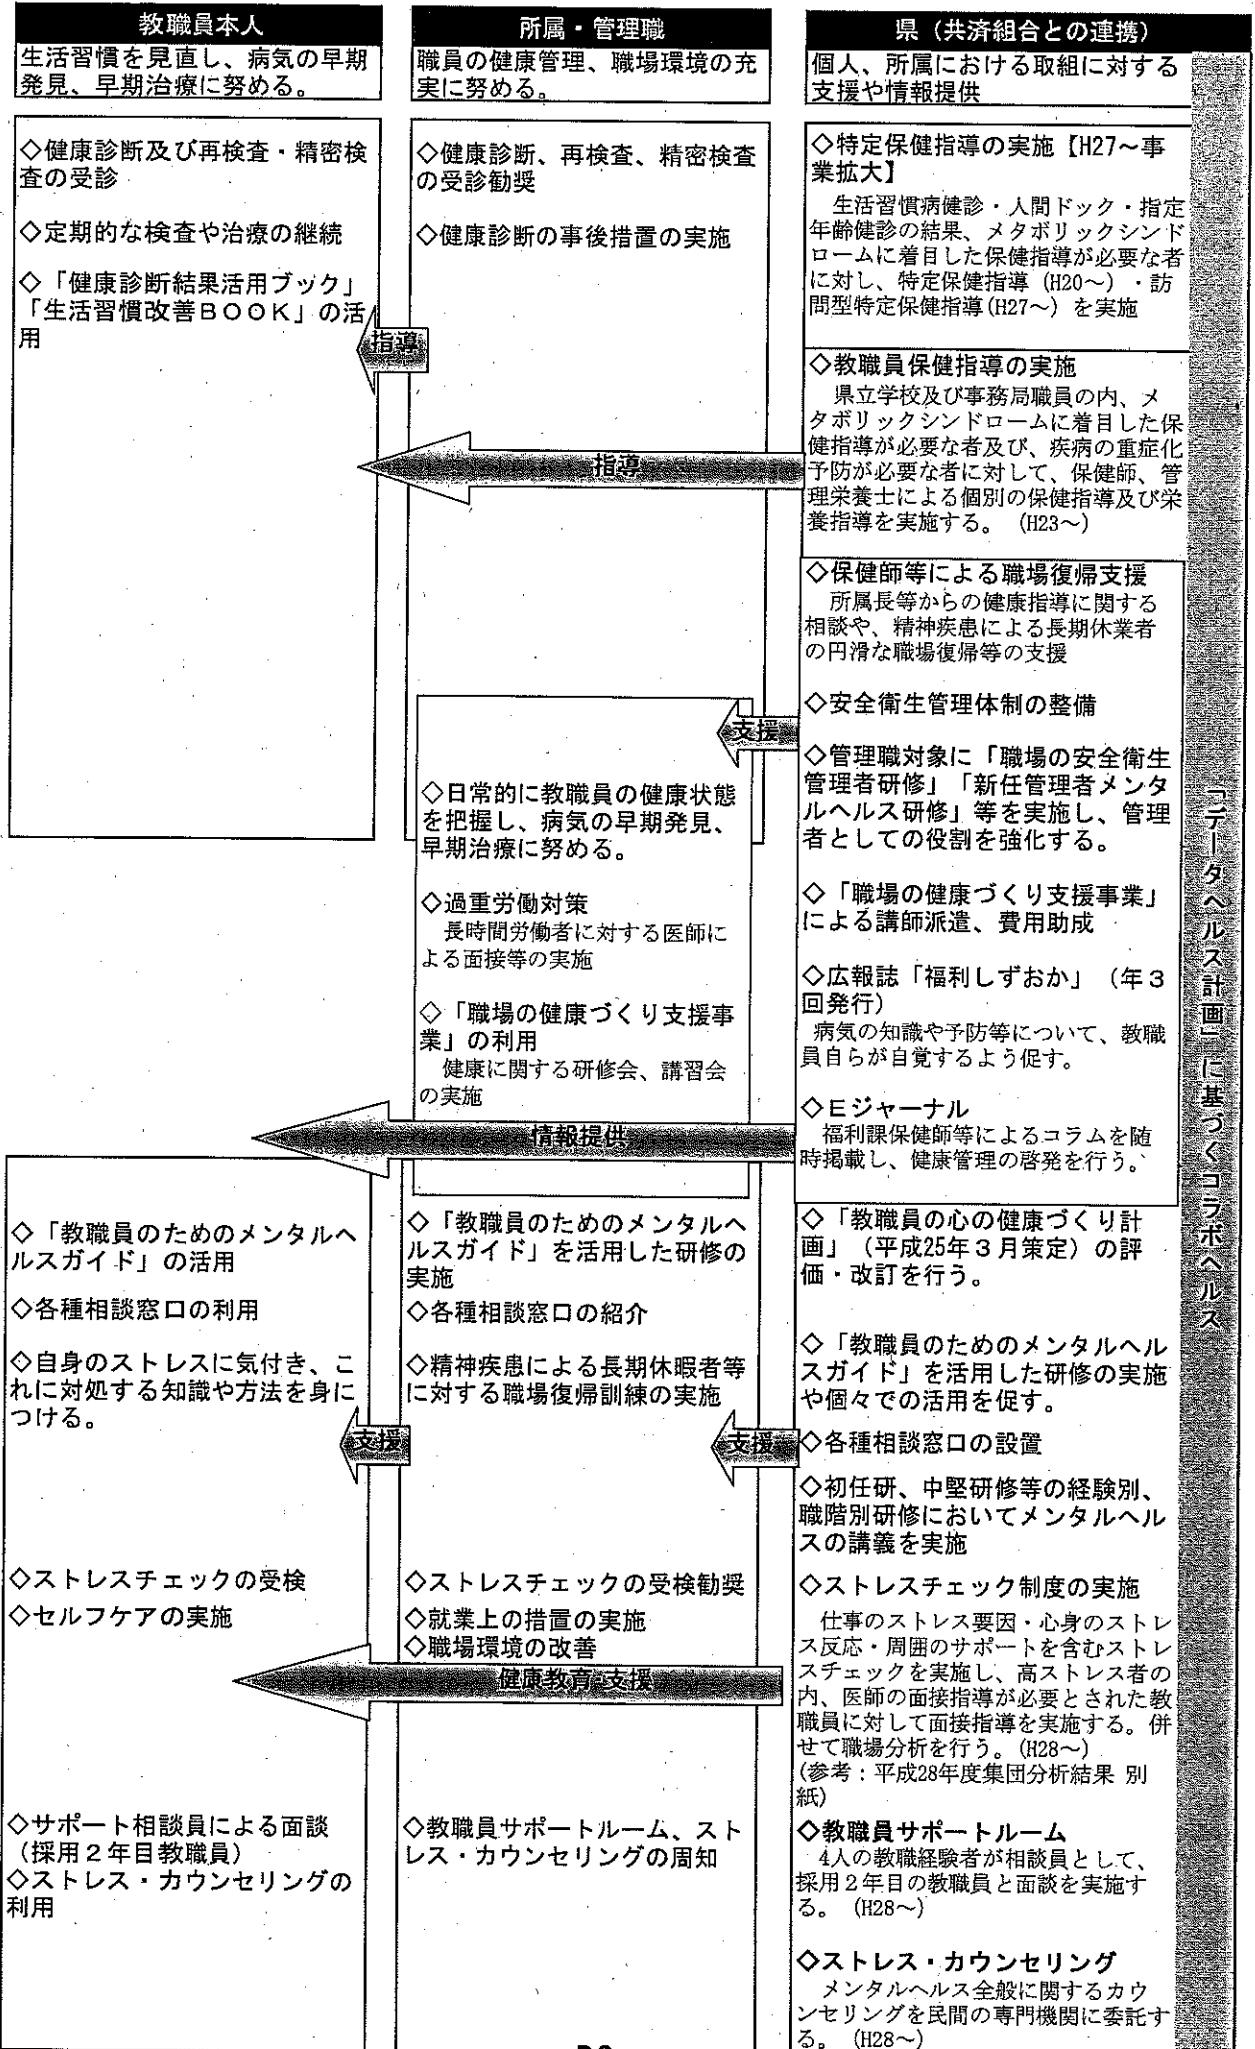 教職員本人
生活習慣を見直し、病気の早期
発見、早期治療に努める。
◇健康診断及び再検査・精密検
査の受診
◇定期的な検査や治療の継続
◇「健康診断結果活用ブック」
「生活習慣改善ＢＯＯＫ」の活
用
指導
所属・管理職
職員の健康管理、職場環境の充
実に努める。
◇健康診断、再検査、精密検査
の受診勧奨
◇健康診断の事後措置の実施
指導
支援
◇日常的に教職員の健康状態
を把握し、病気の早期発見、
早期治療に努める。
◇過重労働対策
長時間労働者に対する医師に
よる面接等の実施
◇「職場の健康づくり支援事
業」の利用
健康に関する研修会、講習会
の実施
情報提供
県（共済組合との連携）
個人、所属における取組に対する
支援や情報提供
◇特定保健指導の実施【H27～事
業拡大】
生活習慣病健診・人間ドック・指定
年齢健診の結果、メタボリックシンド
ロームに着目した保健指導が必要な者
に対し、特定保健指導（H20～）・訪
問型特定保健指導(H27～）を実施
◇教職員保健指導の実施
県立学校及び事務局職員の内、メ
タボリックシンドロームに着目した保
健指導が必要な者及び、疾病の重症化
予防が必要な者に対して、保健師、管
理栄養士による個別の保健指導及び栄
養指導を実施する。（H23～）
◇保健師等による職場復帰支援
所属長等からの健康指導に関する
相談や、精神疾患による長期休業者
の円滑な職場復帰等の支援
◇安全衛生管理体制の整備
◇管理職対象に「職場の安全衛生
管理者研修」「新任管理者メンタ
ルヘルス研修」等を実施し、管理
者としての役割を強化する。
◇「職場の健康づくり支援事業」
による講師派遣、費用助成
◇広報誌「福利しずおか」（年３
回発行）
病気の知識や予防等について、教職
員自らが自覚するよう促す。
◇Ｅジャーナル
福利課保健師等によるコラムを随
時掲載し、健康管理の啓発を行う。
「データヘルス計画」に基づくコラボヘルス
◇「教職員のためのメンタルヘ
ルスガイド」の活用
◇各種相談窓口の利用
◇自身のストレスに気付き、こ
れに対処する知識や方法を身に
つける。
支援
◇ストレスチェックの受検
◇セルフケアの実施
◇サポート相談員による面談
（採用２年目教職員）
◇ストレス・カウンセリングの
利用
◇「教職員のためのメンタルヘ
ルスガイド」を活用した研修の
実施
◇各種相談窓口の紹介
◇精神疾患による長期休暇者等
に対する職場復帰訓練の実施
支援
◇ストレスチェックの受検勧奨
◇就業上の措置の実施
◇職場環境の改善
健康教育・支援
◇教職員サポートルーム、スト
レス・カウンセリングの周知
◇「教職員の心の健康づくり計
画」（平成25年３月策定）の評
価・改訂を行う。
◇「教職員のためのメンタルヘル
スガイド」を活用した研修の実施
や個々での活用を促す。
◇各種相談窓口の設置
◇初任研、中堅研修等の経験別、
職階別研修においてメンタルヘル
スの講義を実施
◇ストレスチェック制度の実施
仕事のストレス要因・心身のストレ
ス反応・周囲のサポートを含むストレ
スチェックを実施し、高ストレス者の
内、医師の面接指導が必要とされた教
職員に対して面接指導を実施する。併
せて職場分析を行う。(H28～)
(参考：平成28年度集団分析結果 別
紙)
◇教職員サポートルーム
4人の教職経験者が相談員として、
採用２年目の教職員と面談を実施す
る。（H28～）
◇ストレス・カウンセリング
メンタルヘルス全般に関するカウ
ンセリングを民間の専門機関に委託す
る。（H28～）